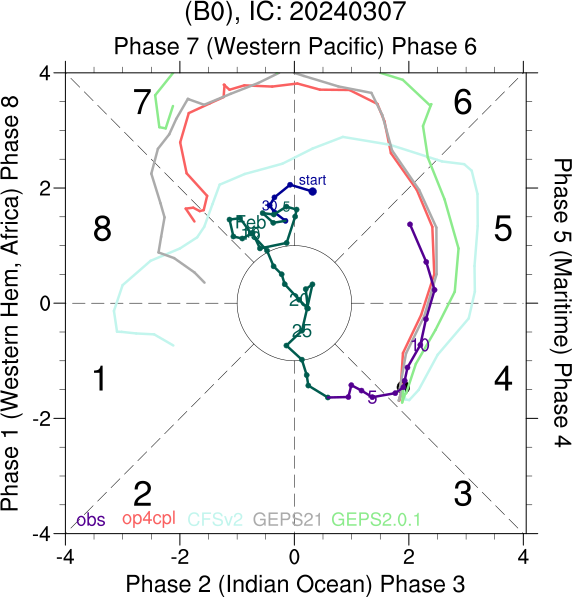 (B0), IC: 20240307
Phase 7 (Western Pacific) Phase 6
4
7
6
start
2
30
5
Feb
8
5
0
20
25
10
1
4
5
-2
2
3
obs op4cpl CFSv2 GEPS21 GEPS2.0.1
-4
-4 -2 0 2 4
Phase 2 (Indian Ocean) Phase 3
Phase 1 (Western Hem, Africa) Phase 8
Phase 5 (Maritime) Phase 4